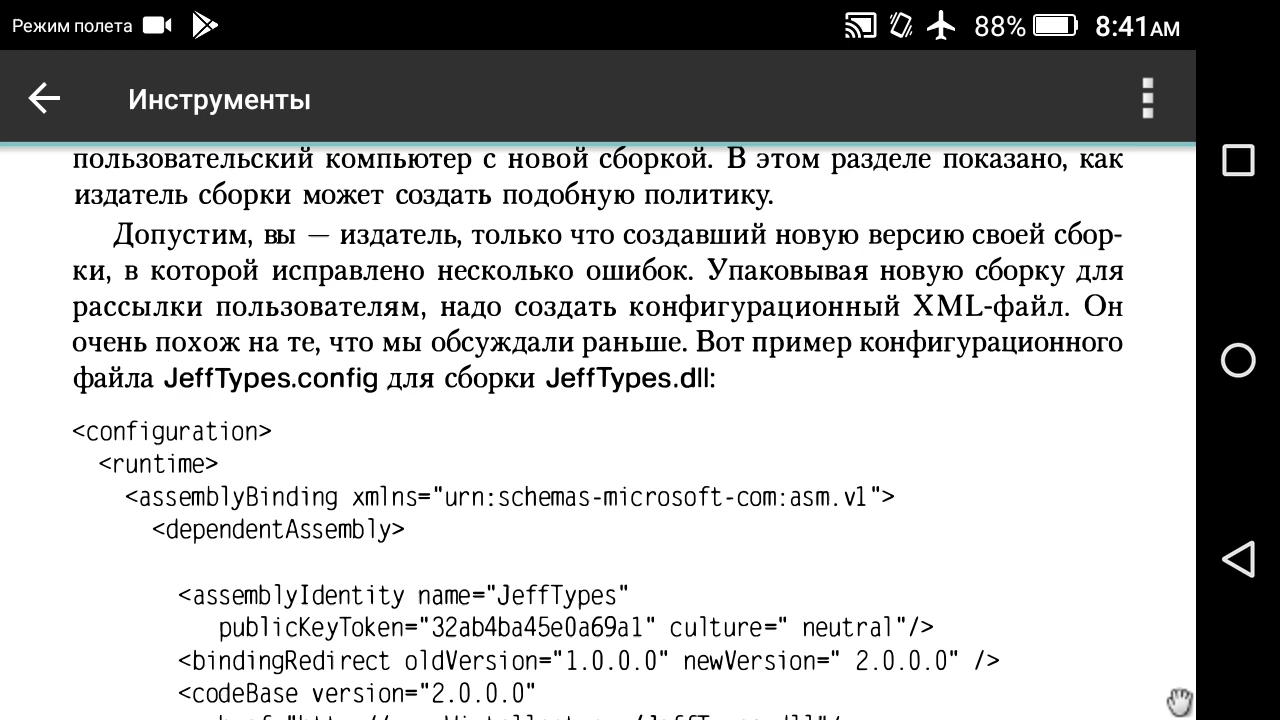 Режим полета
88% 8:41AM
Инструменты
пользовательский компьютер с новой сборкой. В этом разделе показано, как
издатель сборки может создать подобную политику.
Допустим, вы — издатель, только что создавший новую версию своей сбор-
ки, в которой исправлено несколько ошибок. Упаковывая новую сборку для
рассылки пользователям, надо создать конфигурационный XML-файл. Он
очень похож на те, что мы обсуждали раньше. Вот пример конфигурационного
файла JeffTypes.config для сборки JeffTypes.dll:
<configuration>
<runtime>
<assemblyBinding xmlns="urn:schemas-microsoft-com:asm.v1">
<dependentAssembly>
<assemblyIdentity name="JeffTypes"
publicKeyToken="32ab4ba45e0a69a1" culture=" neutral"/>
<bindingRedirect oldVersion="1.0.0.0" newVersion=" 2.0.0.0" />
<codeBase version="2.0.0.0"